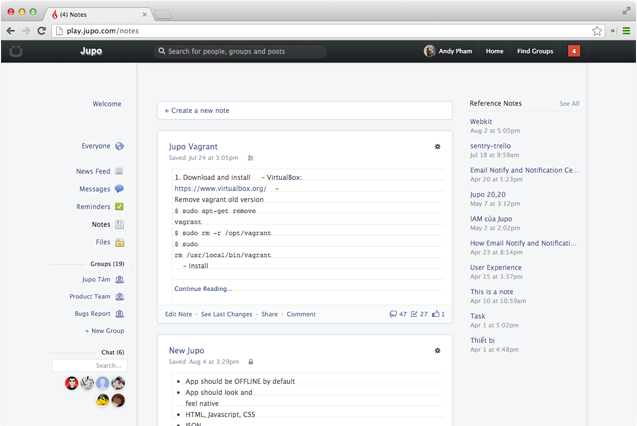 (4) Notes
play.jupo.com/notes
Jupo
Search for people, groups and posts
Andy Pham
Home
Find Groups
4
Welcome
Everyone
News Feed
Messages
Reminders
Notes
Files
Groups (19)
Jupo Tám
Product Team
Bugs Report
+ New Group
Chat (6)
Search...
+ Create a new note
Jupo Vagrant
Saved Jul 24 at 3:05pm
1. Download and install – VirtualBox:
https://www.virtualbox.org/ –
Remove vagrant old version
$ sudo apt-get remove
vagrant
$ sudo rm -r /opt/vagrant
$ sudo
rm /usr/local/bin/vagrant
– Install
Continue Reading...
Edit Note · See Last Changes · Share · Comment
47 27 1
New Jupo
Saved Aug 4 at 3:29pm
• App should be OFFLINE by default
• App should look and
feel native
• HTML, Javascript, CSS
• JSON
Reference Notes
See All
Webkit
Aug 2 at 5:05pm
sentry-trello
Jul 18 at 9:59am
Email Notify and Notification Ce...
Apr 20 at 5:23pm
Jupo 20,20
May 7 at 3:12pm
IAM của Jupo
May 2 at 2:02pm
How Email Notify and Notificati...
Apr 23 at 8:14pm
User Experience
Apr 15 at 3:37pm
This is a note
Apr 10 at 10:59am
Task
Apr 1 at 5:02pm
Thiết bị
Apr 1 at 4:48pm